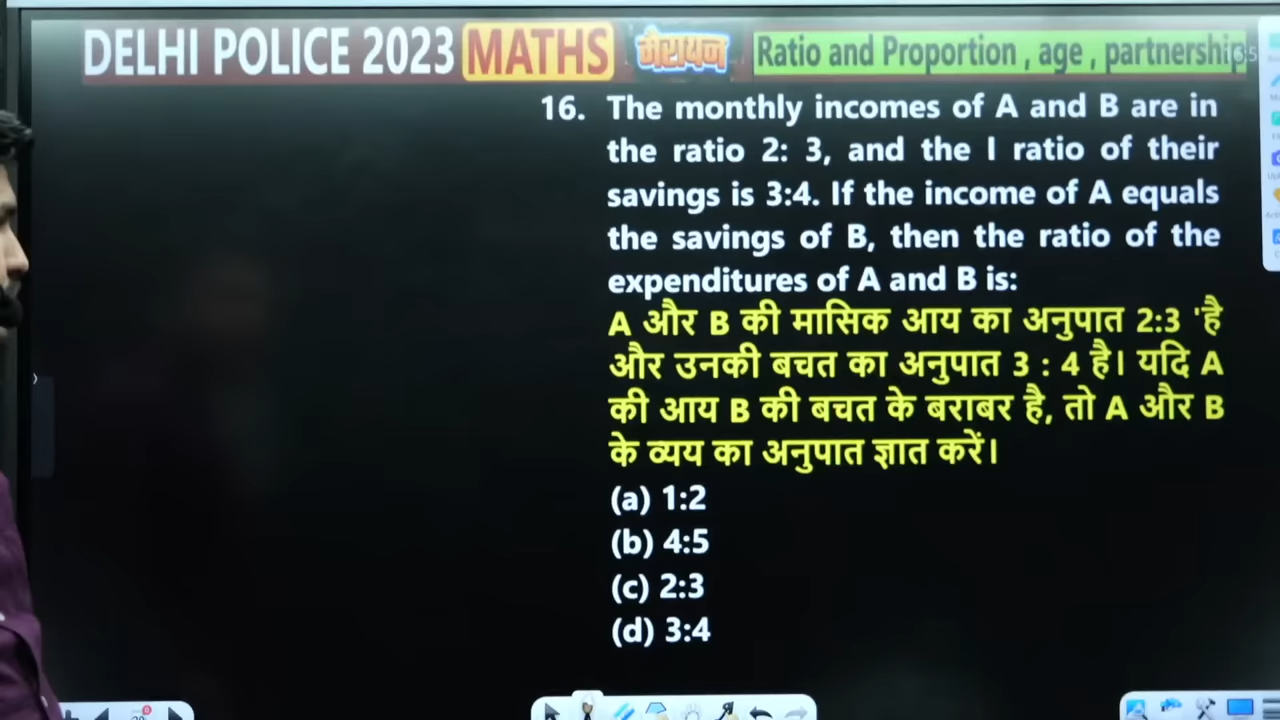 DELHI POLICE 2023 MATHS मैराथन Ratio and Proportion , age , partnership
16. The monthly incomes of A and B are in
the ratio 2: 3, and the I ratio of their
savings is 3:4. If the income of A equals
the savings of B, then the ratio of the
expenditures of A and B is:
A और B की मासिक आय का अनुपात 2:3 'है
और उनकी बचत का अनुपात 3 : 4 है। यदि A
की आय B की बचत के बराबर है, तो A और B
के व्यय का अनुपात ज्ञात करें।
(a) 1:2
(b) 4:5
(c) 2:3
(d) 3:4